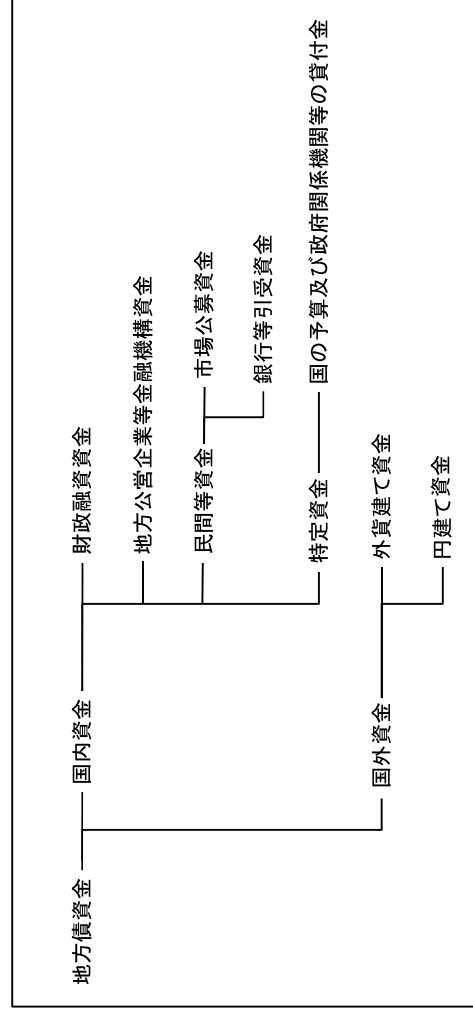 地方債資金
国内資金
財政融資資金
地方公営企業等金融機構資金
民間等資金
市場公募資金
銀行等引受資金
特定資金
国の予算及び政府関係機関等の貸付金
国外資金
外貨建て資金
円建て資金